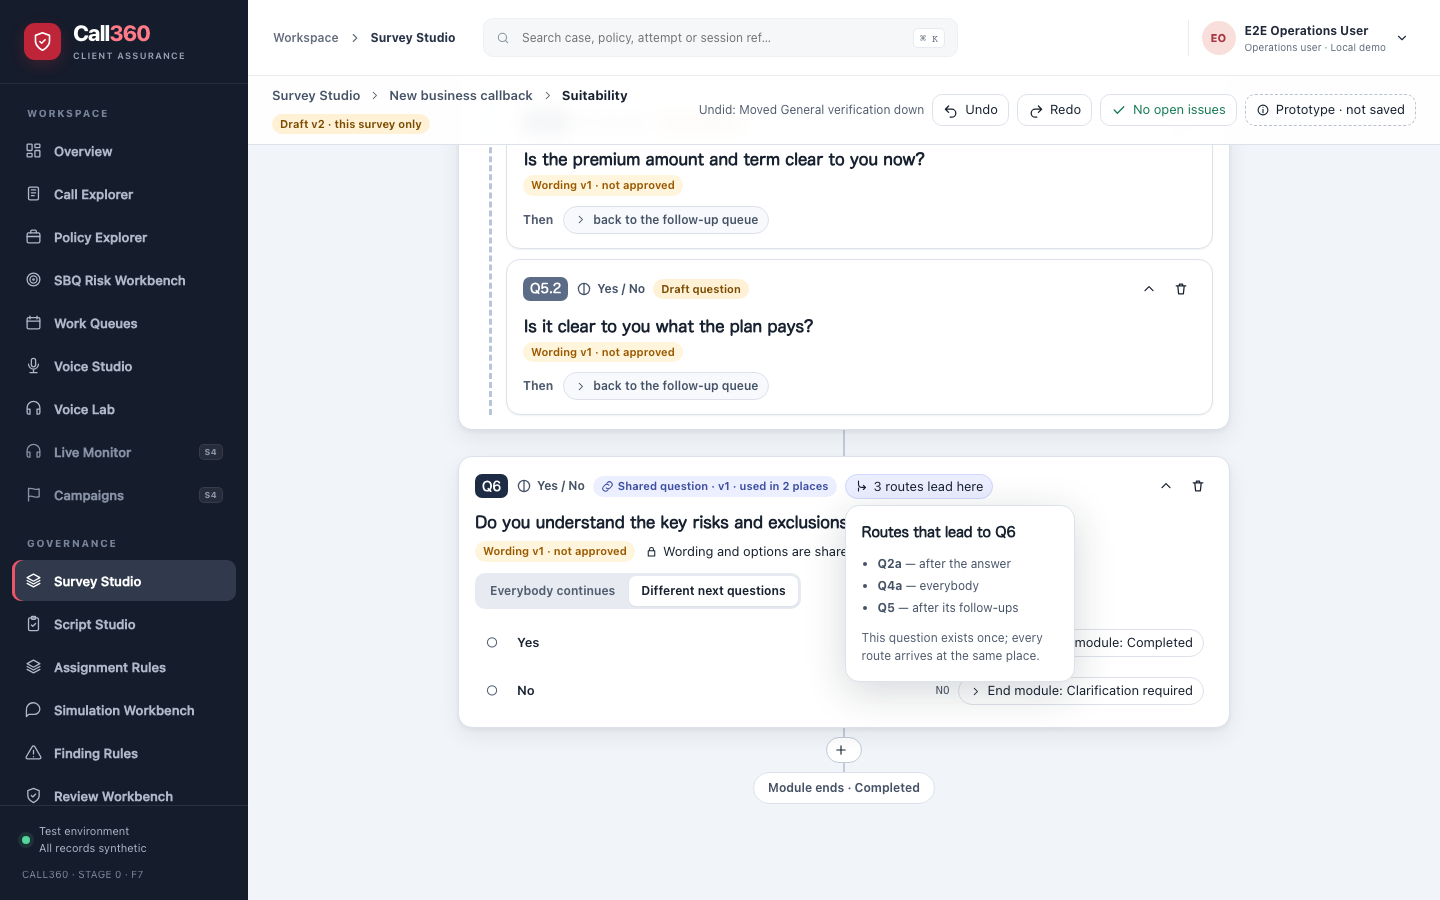 Call360
CLIENT ASSURANCE
WORKSPACE
Overview
Call Explorer
Policy Explorer
SBQ Risk Workbench
Work Queues
Voice Studio
Voice Lab
Live Monitor S4
Campaigns S4
GOVERNANCE
Survey Studio
Script Studio
Assignment Rules
Simulation Workbench
Finding Rules
Review Workbench
Test environment
All records synthetic
CALL360 · STAGE 0 · F7
Workspace > Survey Studio
Search case, policy, attempt or session ref...
⌘ K
EO
E2E Operations User
Operations user · Local demo
Survey Studio > New business callback > Suitability
Draft v2 · this survey only
Undid: Moved General verification down
Undo
Redo
No open issues
Prototype · not saved
Is the premium amount and term clear to you now?
Wording v1 · not approved
Then > back to the follow-up queue
Q5.2 Yes / No Draft question
Is it clear to you what the plan pays?
Wording v1 · not approved
Then > back to the follow-up queue
Q6 Yes / No Shared question · v1 · used in 2 places 3 routes lead here
Do you understand the key risks and exclusions
Wording v1 · not approved Wording and options are share
Everybody continues Different next questions
Routes that lead to Q6
• Q2a — after the answer
• Q4a — everybody
• Q5 — after its follow-ups
This question exists once; every
route arrives at the same place.
Yes module: Completed
No NO > End module: Clarification required
+
Module ends · Completed